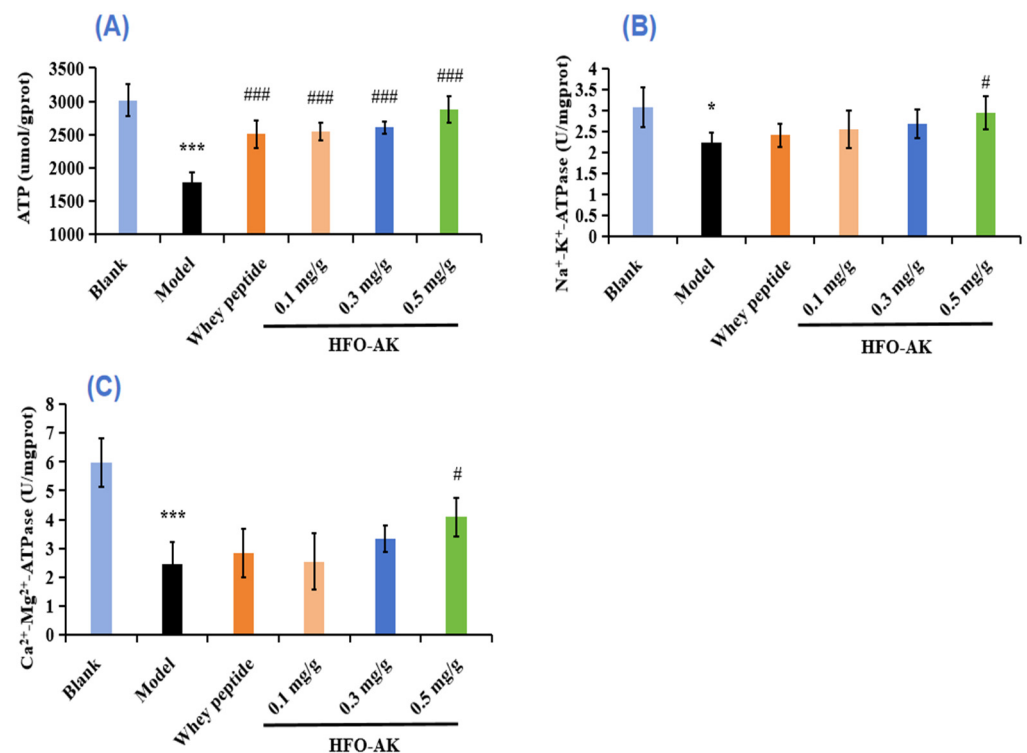 (A)
ATP (umol/gprot)
3500
3000
2500
2000
1500
1000
***
###
###
###
###
Blank
Model
Whey peptide
0.1 mg/g
0.3 mg/g
0.5 mg/g
HFO-AK
(B)
Na⁺-K⁺-ATPase (U/mgprot)
4
3.5
3
2.5
2
1.5
1
0.5
0
*
#
Blank
Model
Whey peptide
0.1 mg/g
0.3 mg/g
0.5 mg/g
HFO-AK
(C)
Ca²⁺-Mg²⁺-ATPase (U/mgprot)
8
7
6
5
4
3
2
1
0
***
#
Blank
Model
Whey peptide
0.1 mg/g
0.3 mg/g
0.5 mg/g
HFO-AK